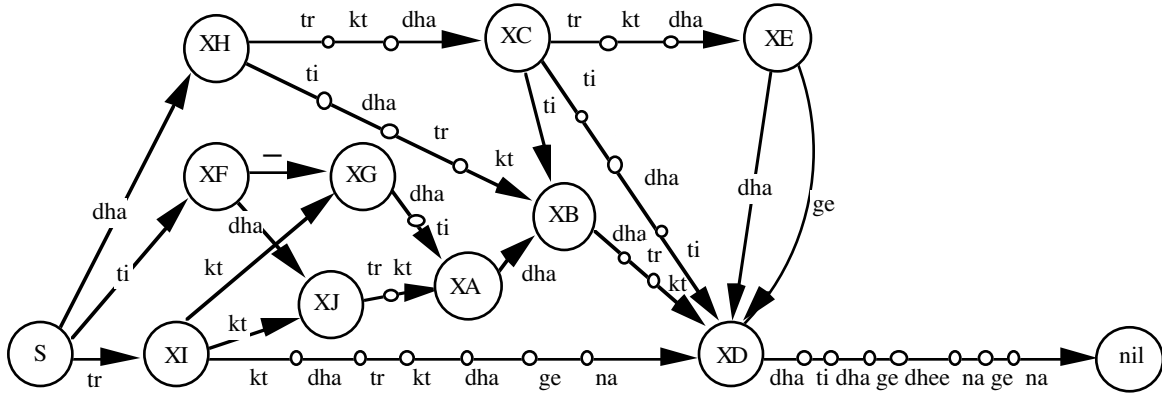 tr kt dha tr kt dha
XH XC XE
ti ti
dha ti
tr
XF – XG kt dha
dha dha
dha XB dha ge
dha ti dha
ti kt tr kt XA dha tr ti
XJ kt
S kt XD nil
XI
tr kt dha tr kt dha ge na dha ti dha ge dhee na ge na